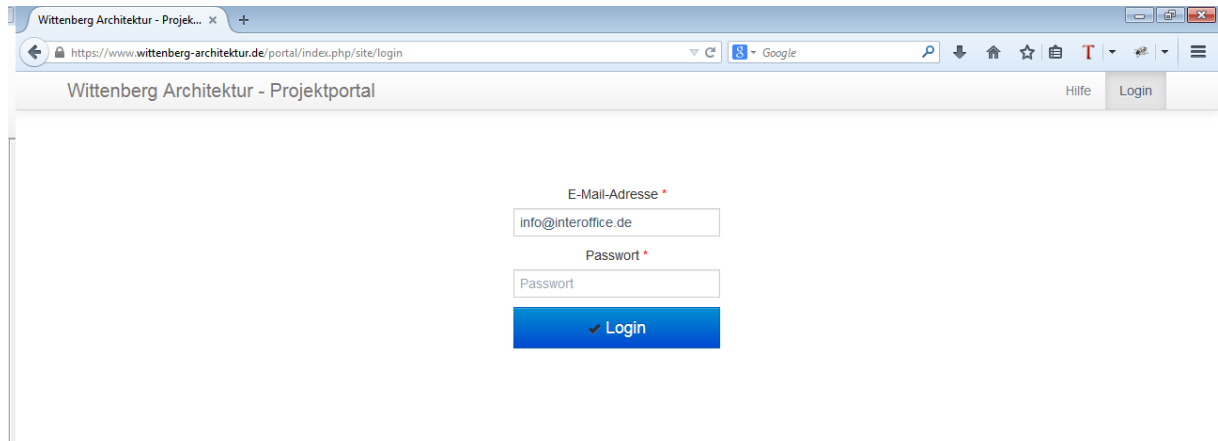 Wittenberg Architektur - Projek...
https://www.wittenberg-architektur.de/portal/index.php/site/login
8 Google
T
Wittenberg Architektur - Projektportal
Hilfe Login
E-Mail-Adresse *
info@interoffice.de
Passwort *
Passwort
Login